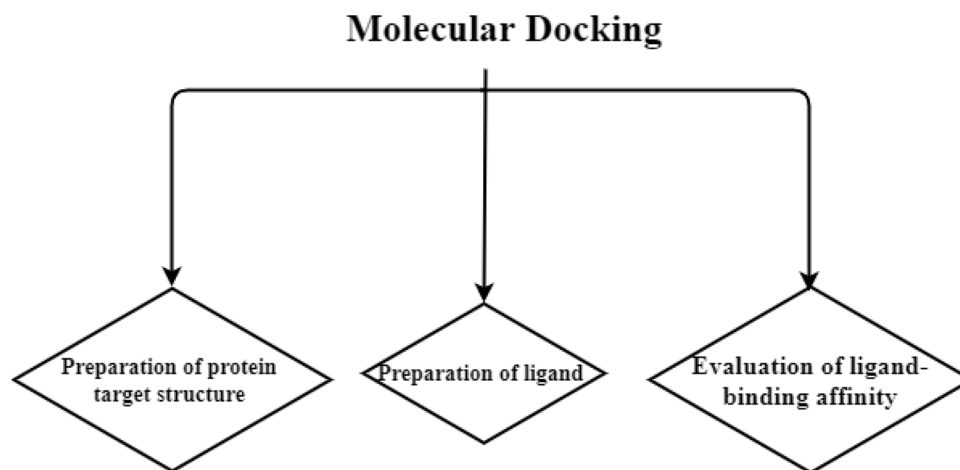 Molecular Docking
Preparation of protein
target structure
Preparation of ligand
Evaluation of ligand-
binding affinity